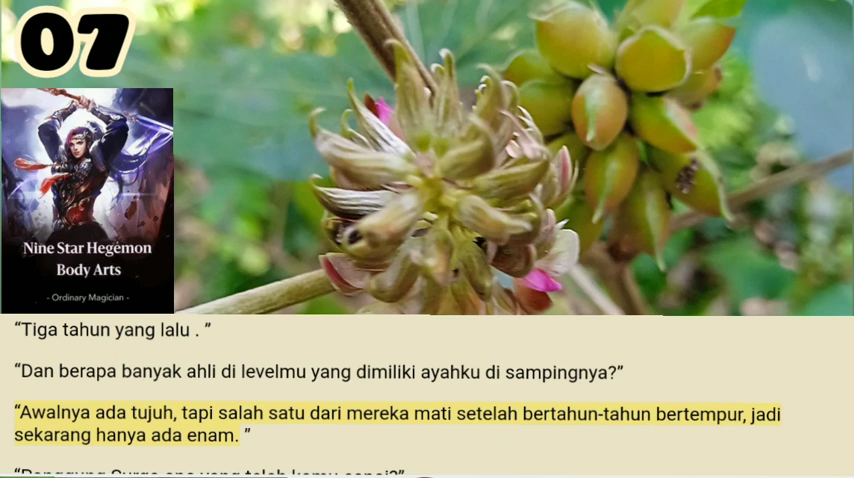 07
Nine Star Hegemon
Body Arts
- Ordinary Magician -
“Tiga tahun yang lalu . ”
“Dan berapa banyak ahli di levelmu yang dimiliki ayahku di sampingnya?”
“Awalnya ada tujuh, tapi salah satu dari mereka mati setelah bertahun-tahun bertempur, jadi
sekarang hanya ada enam. ”